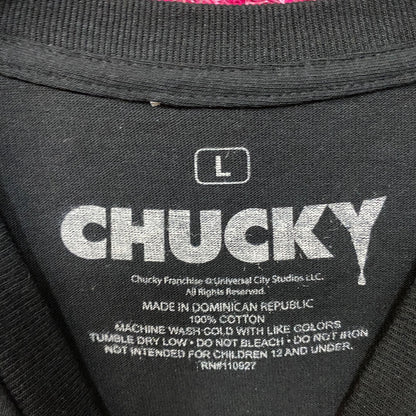 L
CHUCKY
Chucky Franchise © Universal City Studios LLC.
All Rights Reserved.
MADE IN DOMINICAN REPUBLIC
100% COTTON
MACHINE WASH COLD WITH LIKE COLORS
TUMBLE DRY LOW • DO NOT BLEACH • DO NOT IRON
NOT INTENDED FOR CHILDREN 12 AND UNDER.
RN#110927